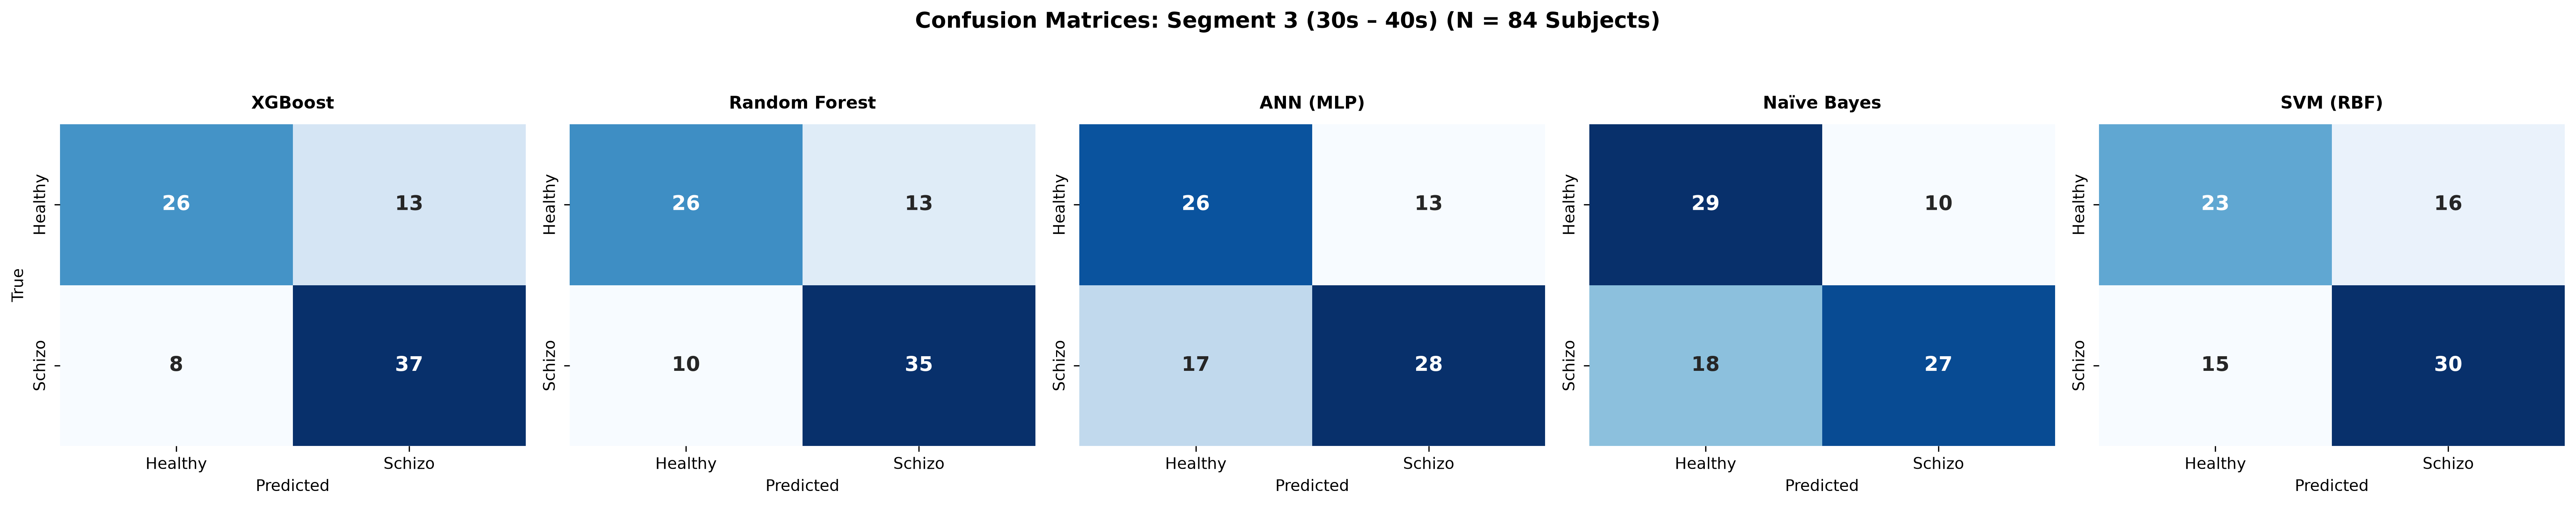 Confusion Matrices: Segment 3 (30s – 40s) (N = 84 Subjects)
XGBoost
True
Healthy
26 13
Schizo
8 37
Healthy Schizo
Predicted
Random Forest
Healthy
26 13
Schizo
10 35
Healthy Schizo
Predicted
ANN (MLP)
Healthy
26 13
Schizo
17 28
Healthy Schizo
Predicted
Naïve Bayes
Healthy
29 10
Schizo
18 27
Healthy Schizo
Predicted
SVM (RBF)
Healthy
23 16
Schizo
15 30
Healthy Schizo
Predicted